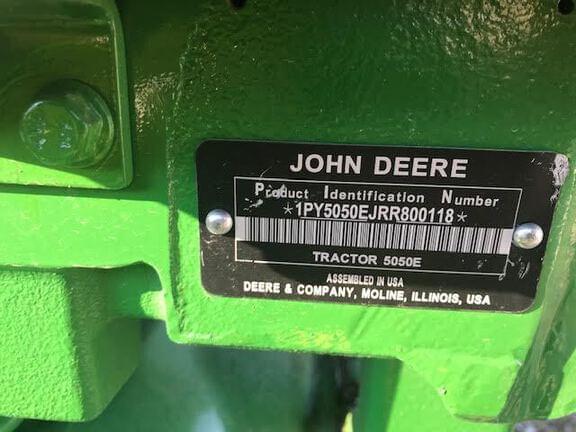 JOHN DEERE
Product Identification Number
*1PY5050EJRR800118*
TRACTOR 5050E
ASSEMBLED IN USA
DEERE & COMPANY, MOLINE, ILLINOIS, USA